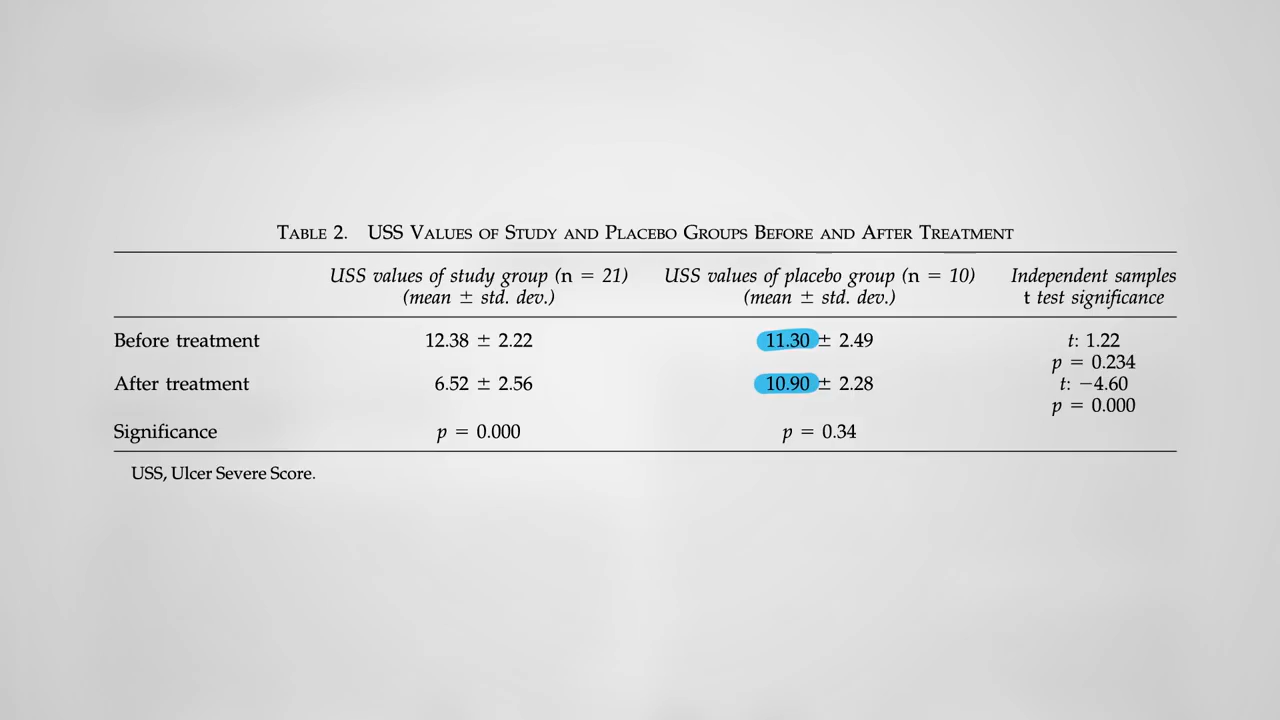 TABLE 2. USS VALUES OF STUDY AND PLACEBO GROUPS BEFORE AND AFTER TREATMENT
USS values of study group (n = 21) USS values of placebo group (n = 10) Independent samples
(mean ± std. dev.) (mean ± std. dev.) t test significance
Before treatment 12.38 ± 2.22 11.30 ± 2.49 t: 1.22
p = 0.234
After treatment 6.52 ± 2.56 10.90 ± 2.28 t: −4.60
p = 0.000
Significance p = 0.000 p = 0.34
USS, Ulcer Severe Score.